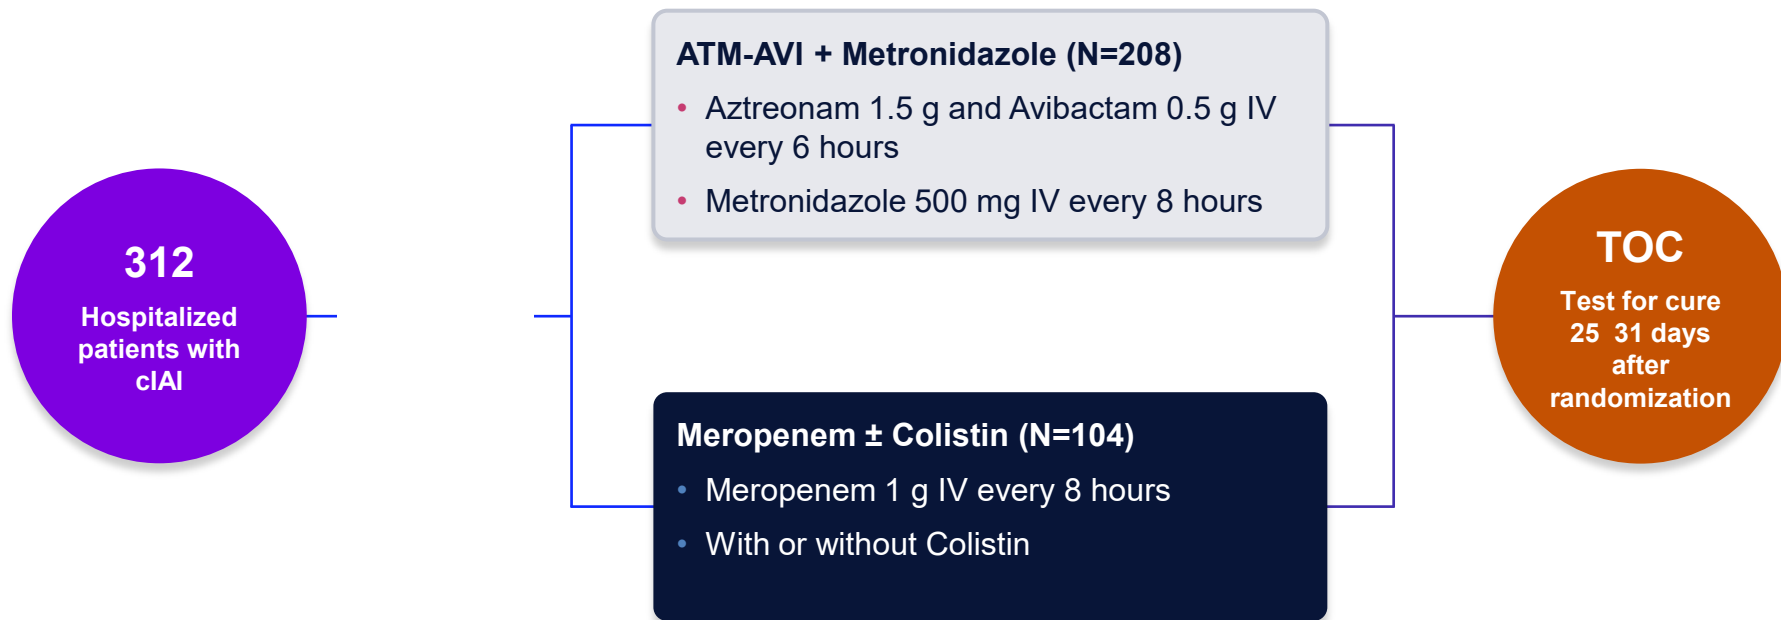 312
Hospitalized
patients with
cIAI
ATM-AVI + Metronidazole (N=208)
• Aztreonam 1.5 g and Avibactam 0.5 g IV
every 6 hours
• Metronidazole 500 mg IV every 8 hours
Meropenem ± Colistin (N=104)
• Meropenem 1 g IV every 8 hours
• With or without Colistin
TOC
Test for cure
25 31 days
after
randomization